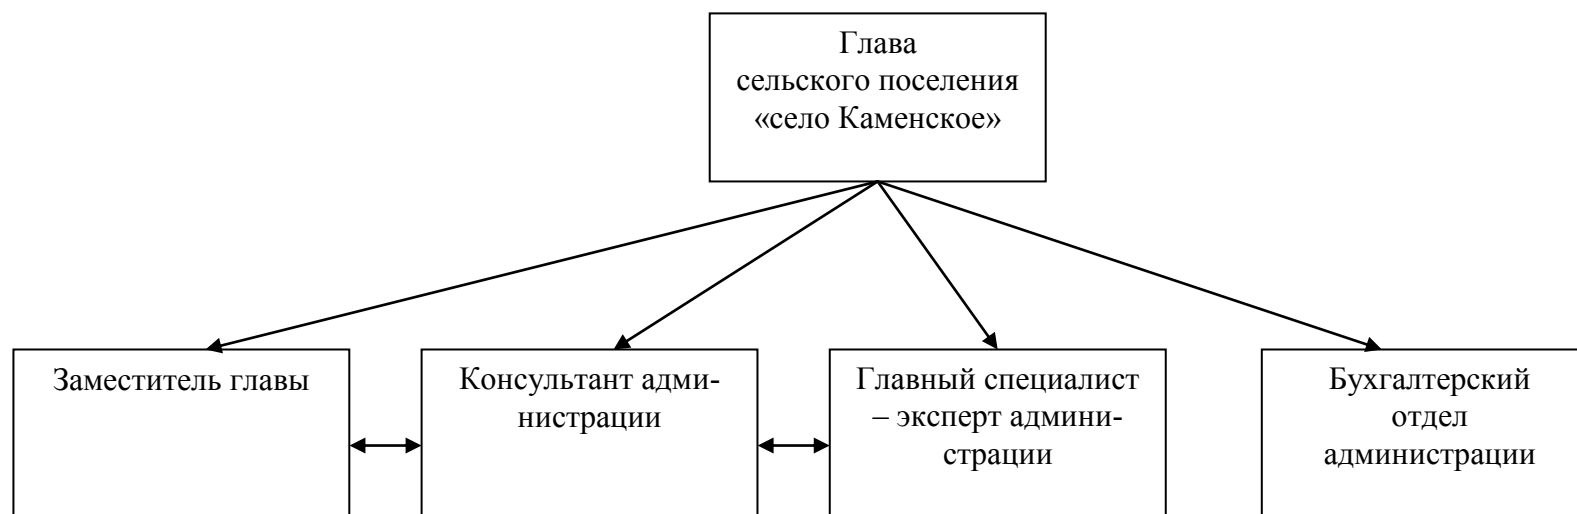 Глава
сельского поселения
«село Каменское»
Заместитель главы
Консультант адми-
нистрации
Главный специалист
– эксперт админи-
страции
Бухгалтерский
отдел
администрации